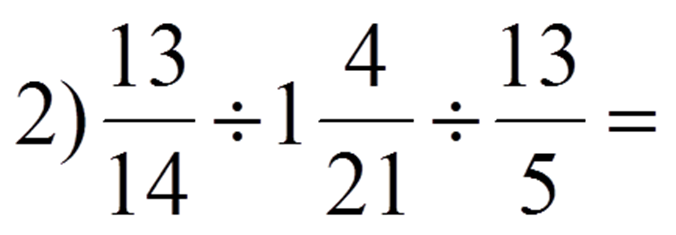 2) 13/14 ÷ 1 4/21 ÷ 13/5 =